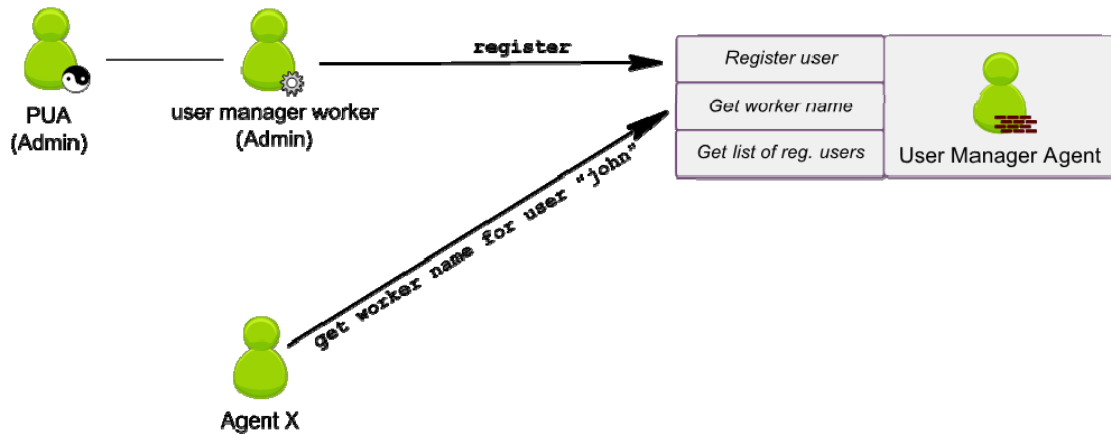 register
Register user
PUA
(Admin)
user manager worker
(Admin)
Get worker name
Get list of reg. users
User Manager Agent
get worker name for user "john"
Agent X